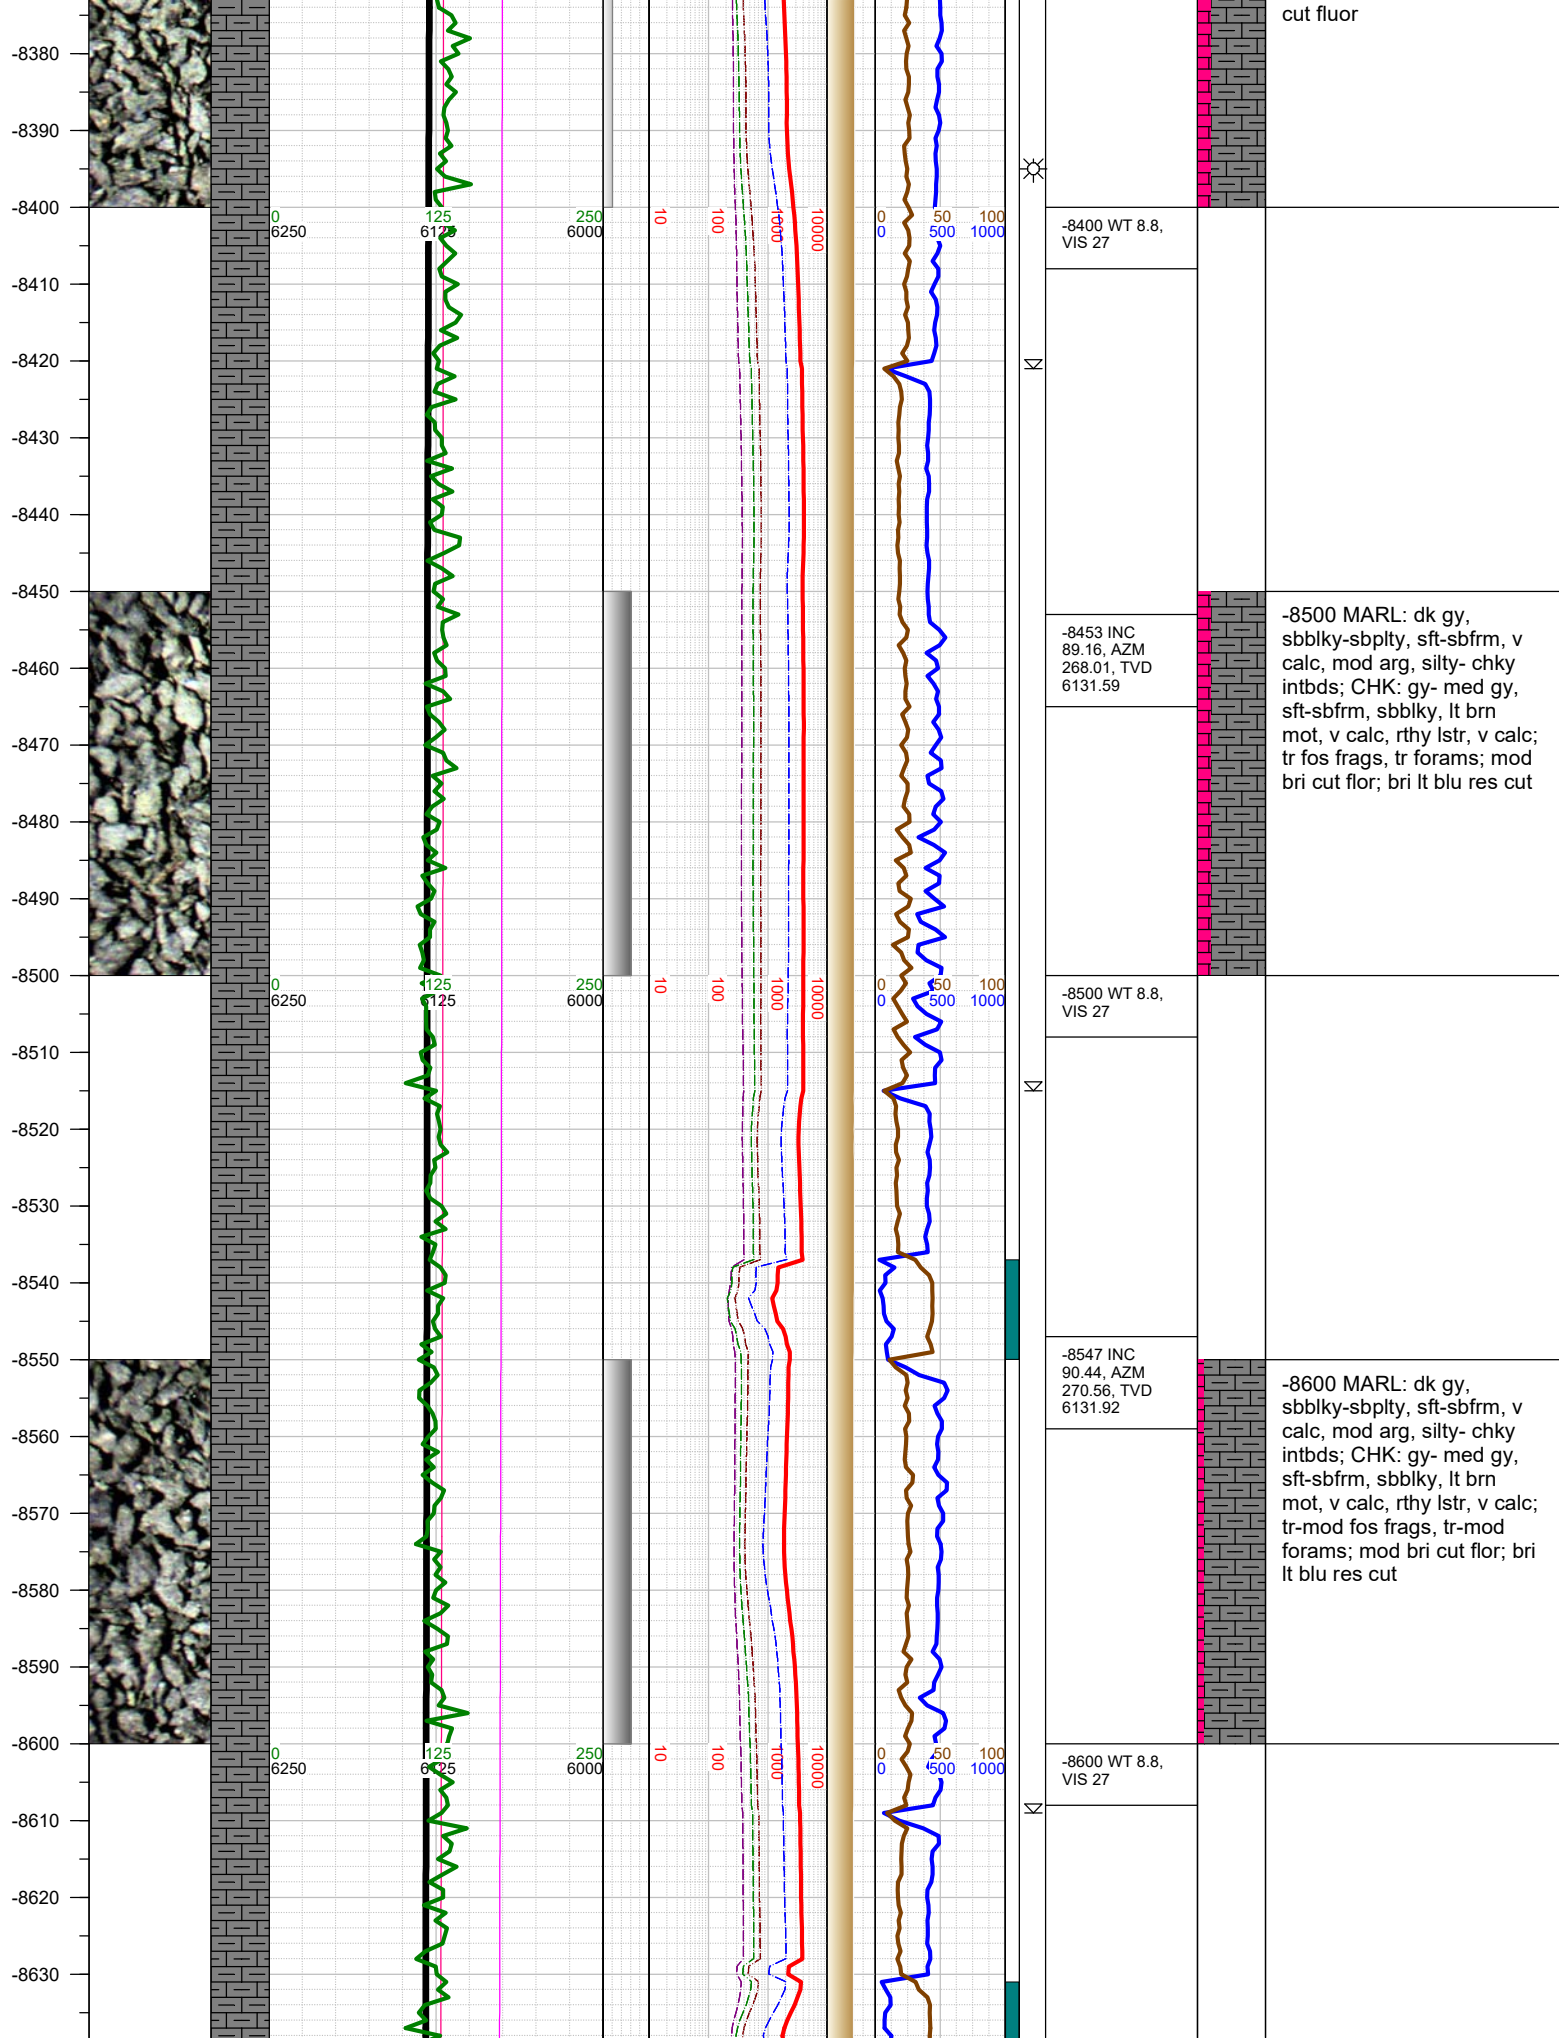 cut fluor
-8380
-8390
-8400
0 125 250
6250 6125 6000
10 100 1000 10000
0 50 100
0 500 1000
-8400 WT 8.8,
VIS 27
-8410
-8420
-8430
-8440
-8450
-8453 INC
89.16, AZM
268.01, TVD
6131.59
-8500 MARL: dk gy,
sbblky-sbplty, sft-sbfrm, v
calc, mod arg, silty- chky
intbds; CHK: gy- med gy,
sft-sbfrm, sbblky, lt brn
mot, v calc, rthy lstr, v calc;
tr fos frags, tr forams; mod
bri cut flor; bri lt blu res cut
-8460
-8470
-8480
-8490
-8500
0 125 250
6250 6125 6000
10 100 1000 10000
0 50 100
0 500 1000
-8500 WT 8.8,
VIS 27
-8510
-8520
-8530
-8540
-8550
-8547 INC
90.44, AZM
270.56, TVD
6131.92
-8600 MARL: dk gy,
sbblky-sbplty, sft-sbfrm, v
calc, mod arg, silty- chky
intbds; CHK: gy- med gy,
sft-sbfrm, sbblky, lt brn
mot, v calc, rthy lstr, v calc;
tr-mod fos frags, tr-mod
forams; mod bri cut flor; bri
lt blu res cut
-8560
-8570
-8580
-8590
-8600
0 125 250
6250 6125 6000
10 100 1000 10000
0 50 100
0 500 1000
-8600 WT 8.8,
VIS 27
-8610
-8620
-8630